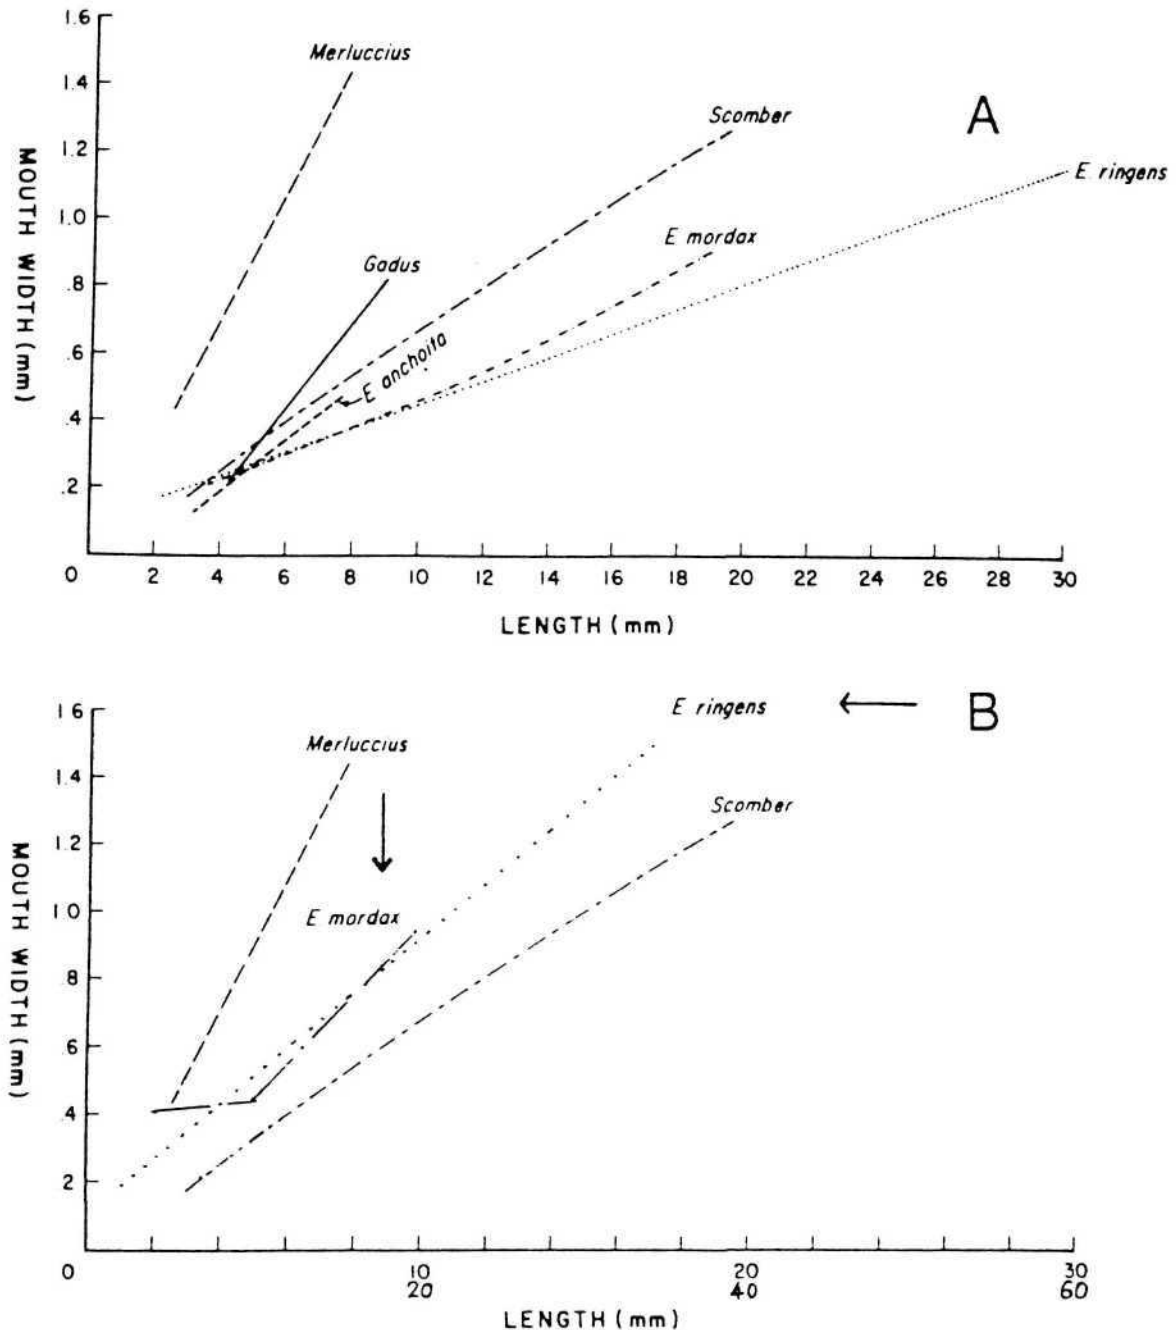 A
1.6
1.4
1.2
1.0
.8
.6
.4
.2
0
MOUTH WIDTH (mm)
Merluccius
Scomber
E ringens
E mordax
Gadus
E anchoita
2 4 6 8 10 12 14 16 18 20 22 24 26 28 30
LENGTH (mm)
B
1 6
1.4
1.2
1 0
.8
6
.4
2
0
MOUTH WIDTH (mm)
E ringens
Merluccius
Scomber
E mordax
10 20 30
20 40 60
LENGTH (mm)